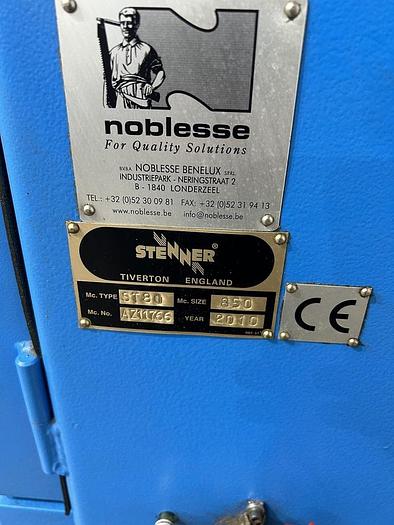 noblesse
For Quality Solutions
BVBA NOBLESSE BENELUX SPRL
INDUSTRIEPARK - NERINGSTRAAT 2
B - 1840 LONDERZEEL
TEL.: +32 (0)52 30 09 81 FAX: +32 (0)52 31 94 13
www.noblesse.be info@noblesse.be
STENNER ®
TIVERTON ENGLAND
Mc. TYPE ST80 Mc. SIZE 850
Mc. No. AZ11766 YEAR 2010
CE